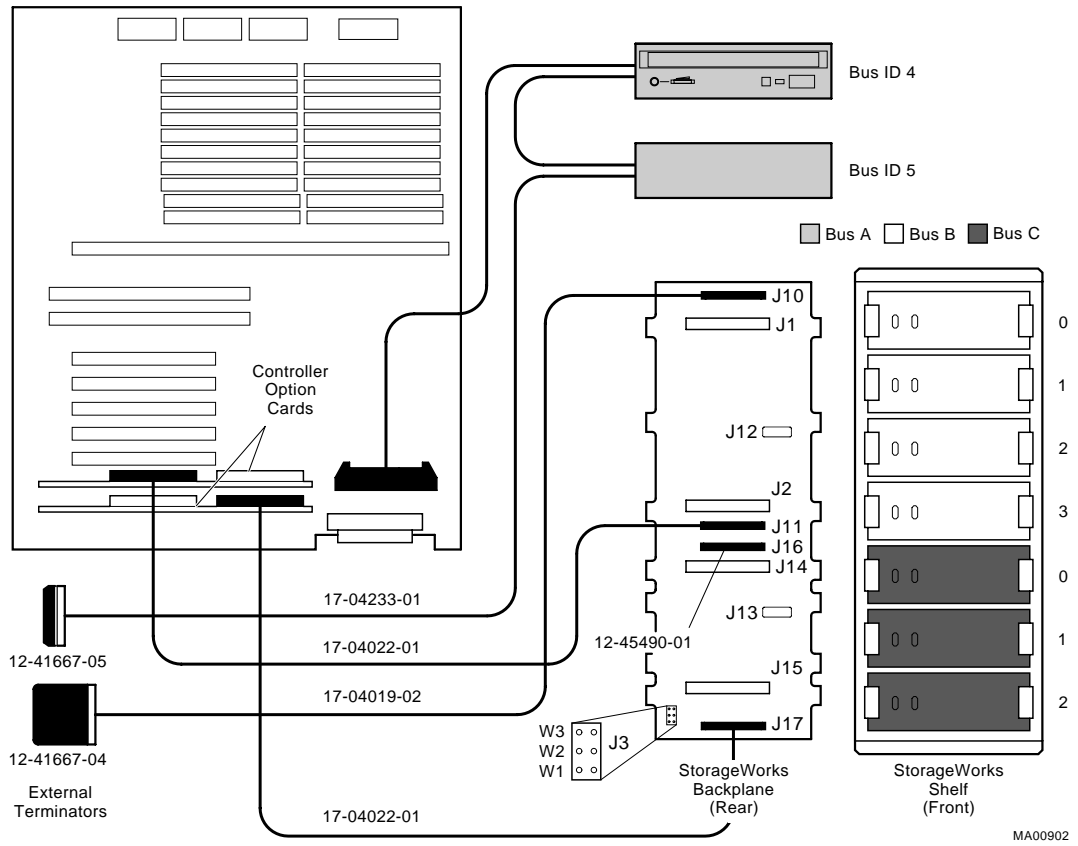 Bus ID 4
Bus ID 5
Bus A
Bus B
Bus C
J10
J1
J12
J2
J11
J16
J14
J13
J15
J17
0
1
2
3
0
1
2
Controller
Option
Cards
17-04233-01
12-41667-05
17-04022-01
12-45490-01
17-04019-02
12-41667-04
External
Terminators
17-04022-01
W3
W2
W1
J3
StorageWorks
Backplane
(Rear)
StorageWorks
Shelf
(Front)
MA00902